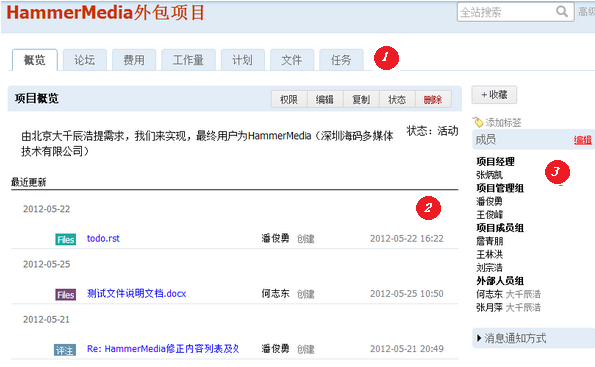 HammerMedia外包项目
全站搜索
高级
概览 论坛 费用 工作量 计划 文件 任务
1
项目概览
权限 编辑 复制 状态 删除
+收藏
由北京大千辰浩提需求，我们来实现，最终用户为HammerMedia（深圳海码多媒体
技术有限公司）
状态：活动
添加标签
成员 编辑
项目经理
张炳凯
项目管理组
潘俊勇
王俊峰
项目成员组
詹青朋
王林洪
刘宗浩
外部人员组
何志东 大千辰浩
张月萍 大千辰浩
消息通知方式
3
最近更新
2
2012-05-22
Files todo.rst 潘俊勇 创建 2012-05-22 16:22
2012-05-25
Files 测试文件说明文档.docx 何志东 创建 2012-05-25 10:50
2012-05-21
评注 Re: HammerMedia修正内容列表及 潘俊勇 创建 2012-05-21 20:49